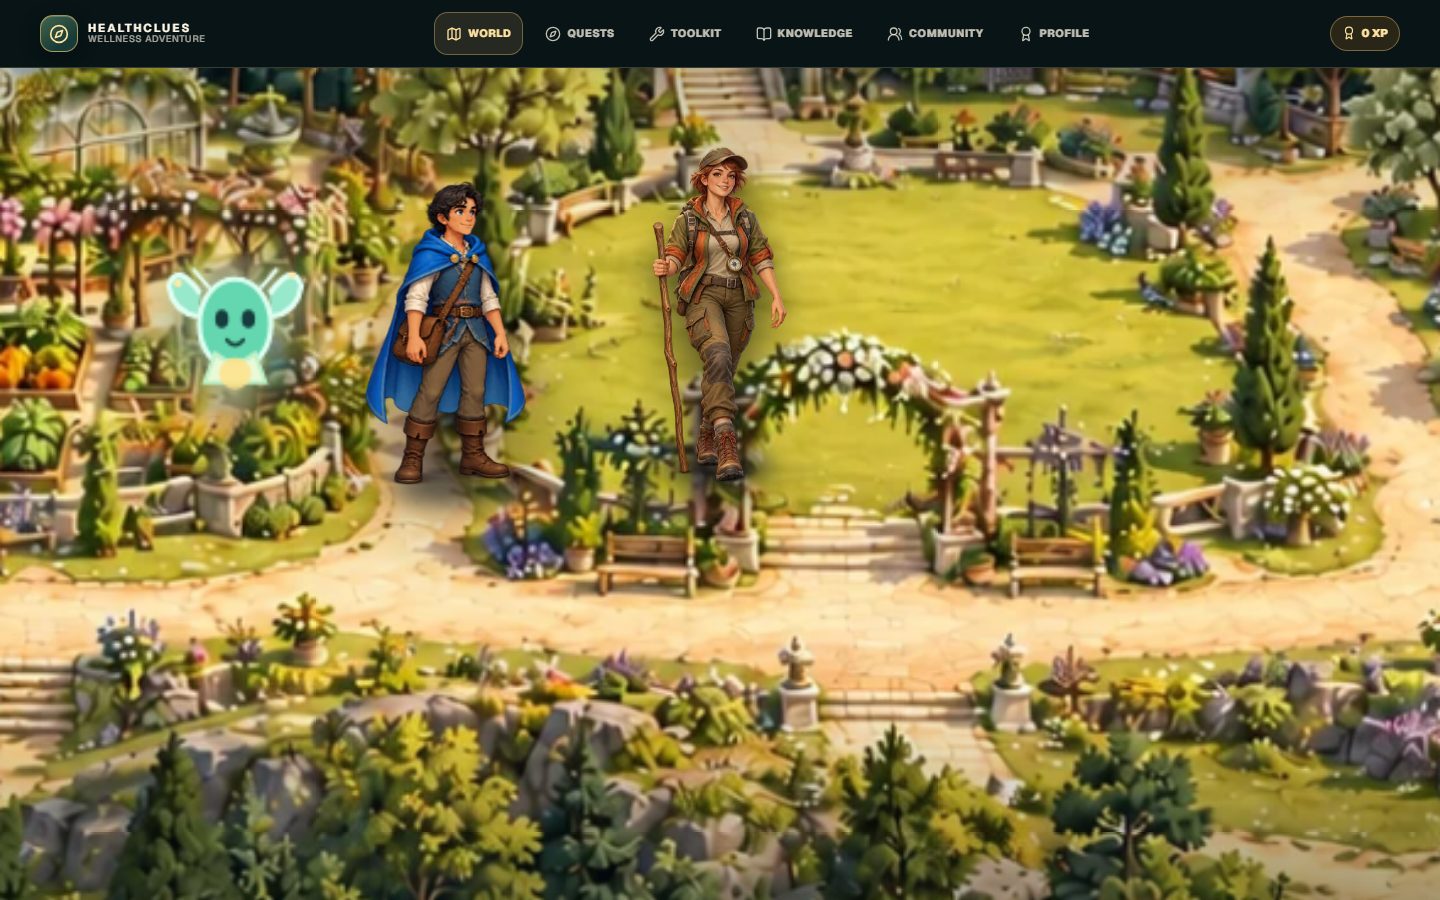 HEALTHCLUES
WELLNESS ADVENTURE
WORLD
QUESTS
TOOLKIT
KNOWLEDGE
COMMUNITY
PROFILE
0 XP